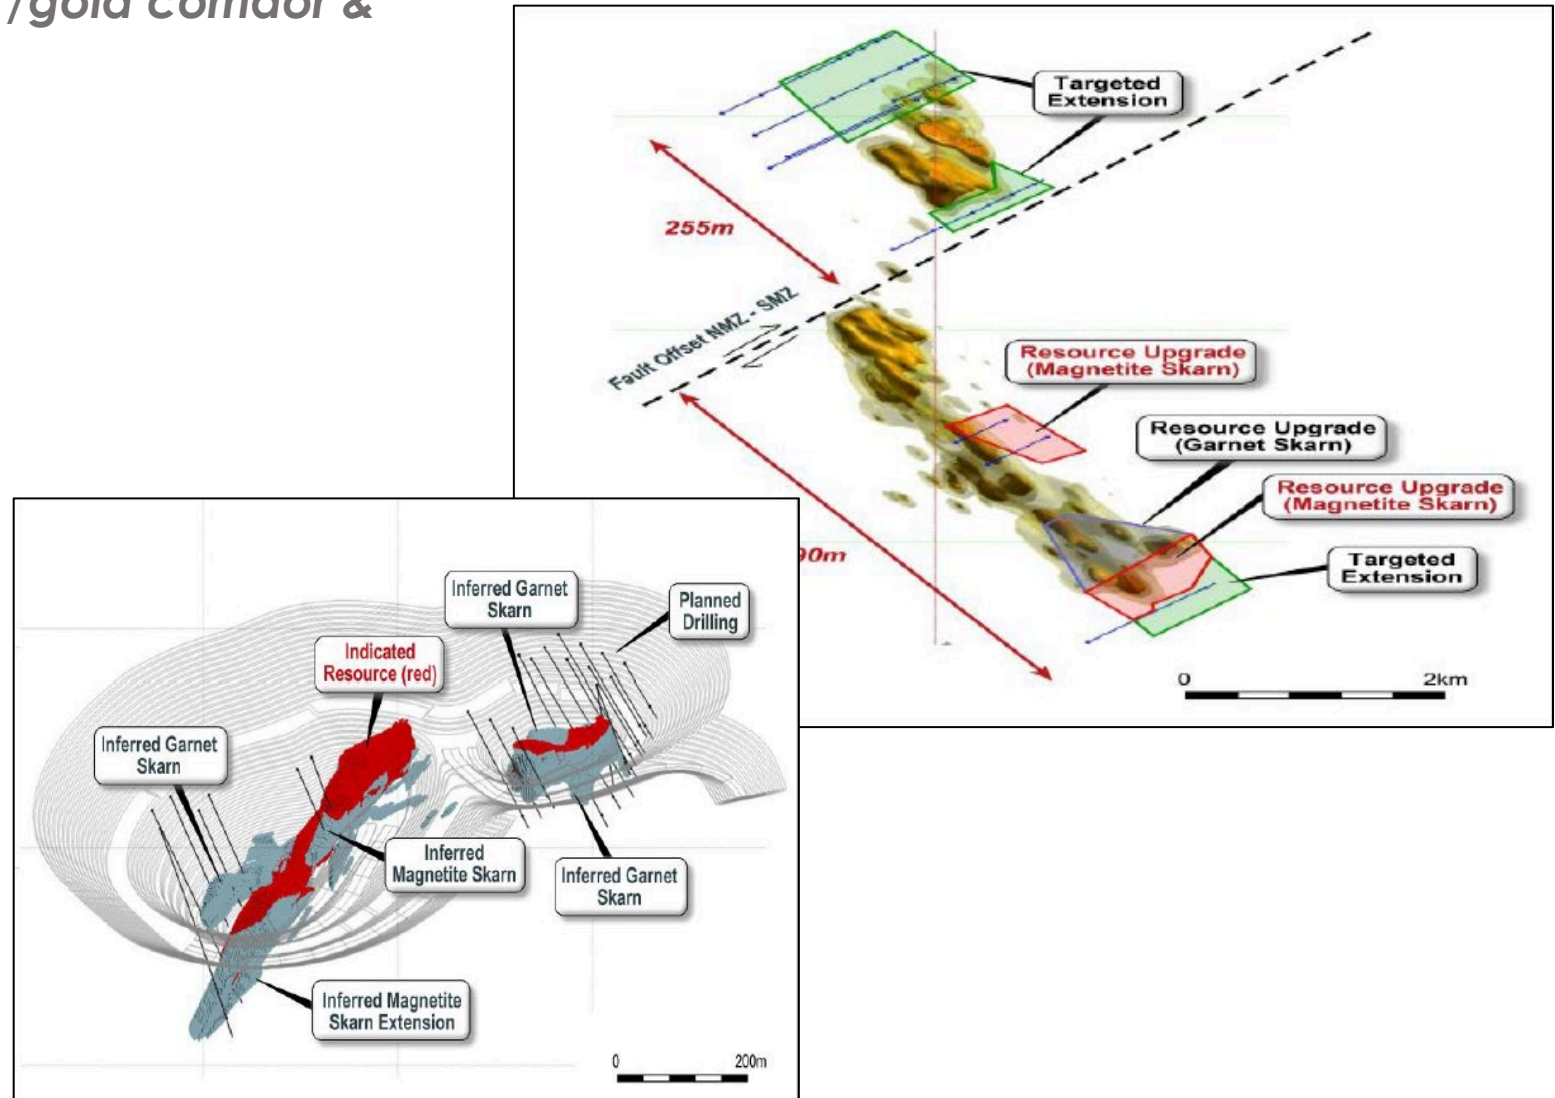 /gold corridor &
Targeted
Extension
255m
Fault Offset NMZ - SMZ
Resource Upgrade
(Magnetite Skarn)
Resource Upgrade
(Garnet Skarn)
Resource Upgrade
(Magnetite Skarn)
90m
Targeted
Extension
0 2km
Inferred Garnet
Skarn
Planned
Drilling
Indicated
Resource (red)
Inferred Garnet
Skarn
Inferred
Magnetite Skarn
Inferred Garnet
Skarn
Inferred Magnetite
Skarn Extension
0 200m